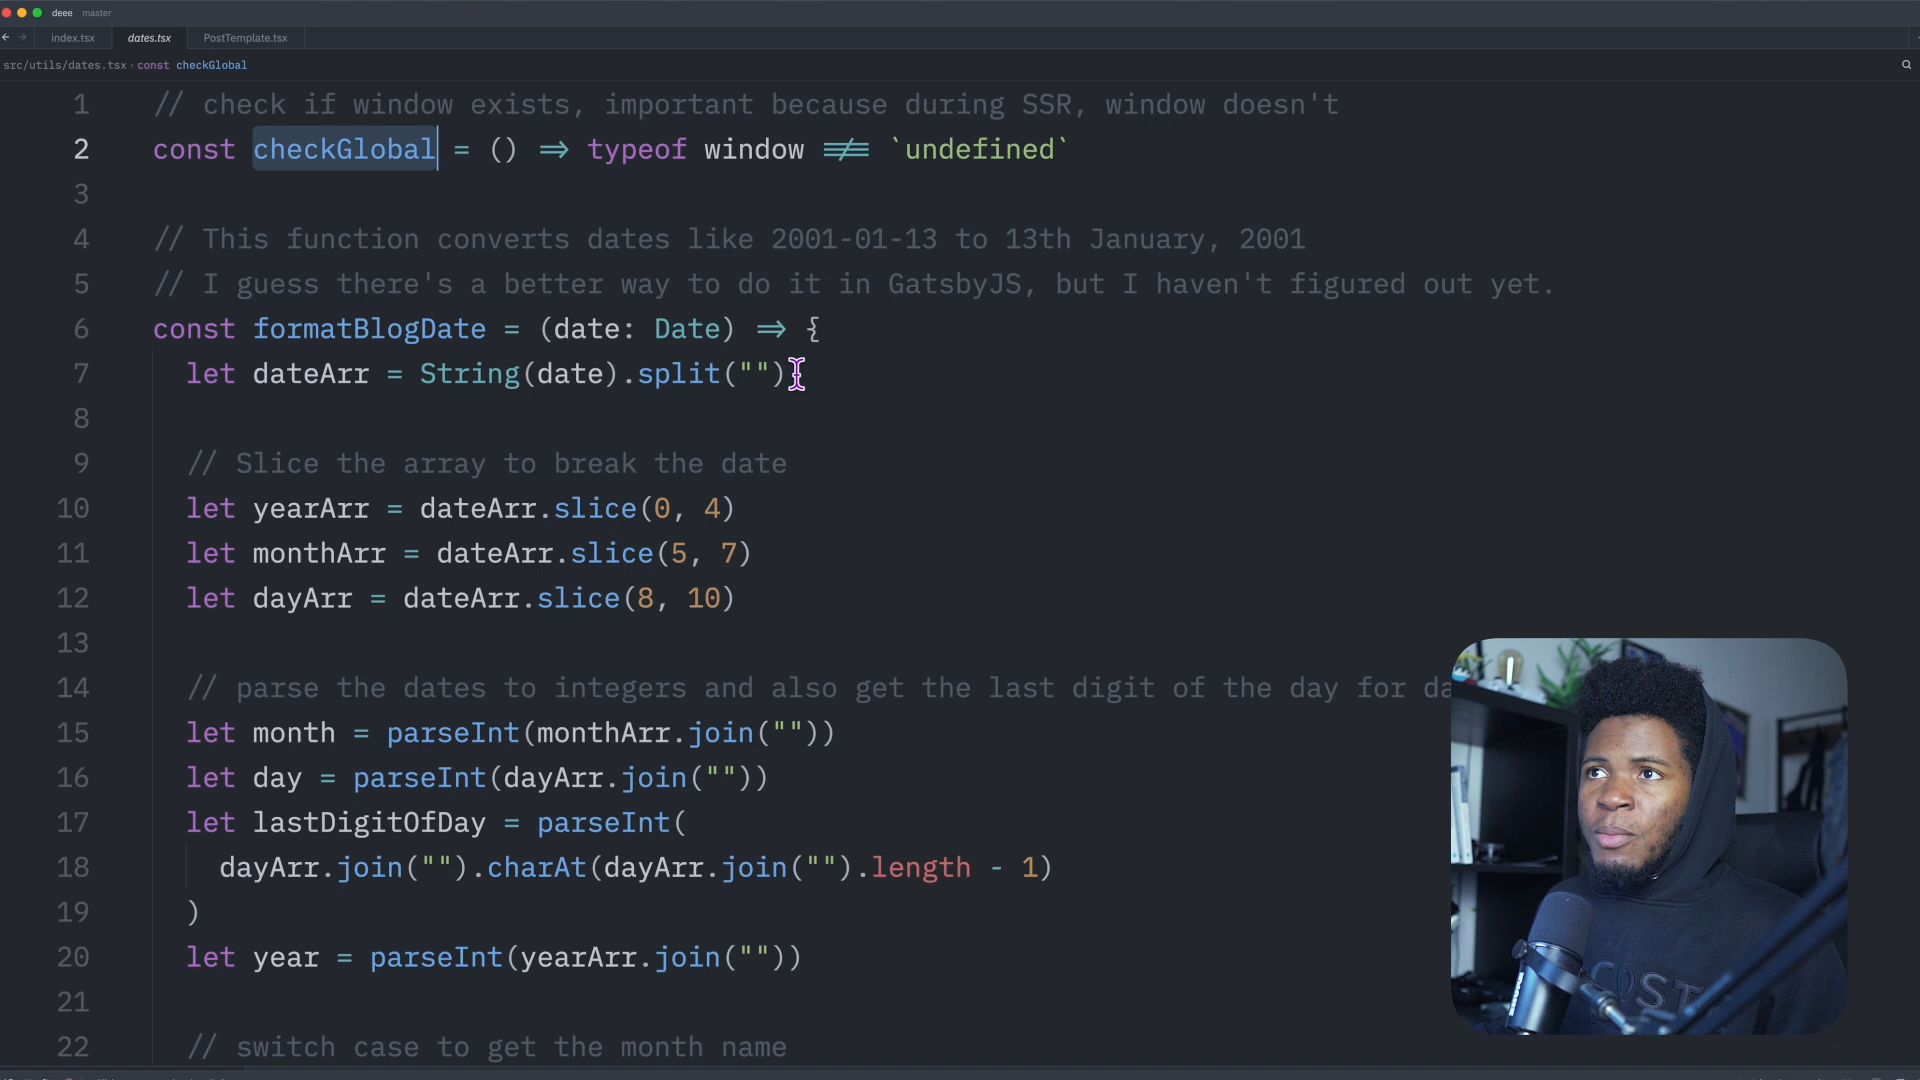 deee master
index.tsx dates.tsx PostTemplate.tsx
src/utils/dates.tsx › const checkGlobal
1 // check if window exists, important because during SSR, window doesn't
2 const checkGlobal = () => typeof window !== `undefined`
3
4 // This function converts dates like 2001-01-13 to 13th January, 2001
5 // I guess there's a better way to do it in GatsbyJS, but I haven't figured out yet.
6 const formatBlogDate = (date: Date) => {
7 let dateArr = String(date).split("")
8
9 // Slice the array to break the date
10 let yearArr = dateArr.slice(0, 4)
11 let monthArr = dateArr.slice(5, 7)
12 let dayArr = dateArr.slice(8, 10)
13
14 // parse the dates to integers and also get the last digit of the day for da
15 let month = parseInt(monthArr.join(""))
16 let day = parseInt(dayArr.join(""))
17 let lastDigitOfDay = parseInt(
18 dayArr.join("").charAt(dayArr.join("").length - 1)
19 )
20 let year = parseInt(yearArr.join(""))
21
22 // switch case to get the month name